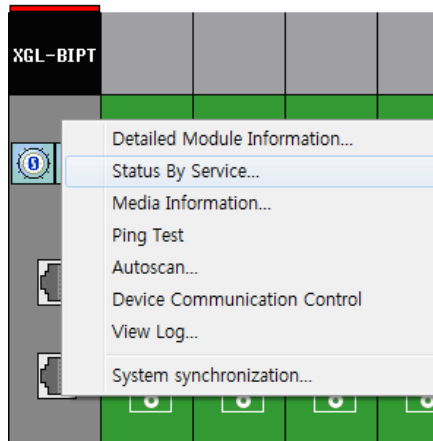 XGL-BIPT
Detailed Module Information...
0
Status By Service...
Media Information...
Ping Test
Autoscan...
Device Communication Control
View Log...
System synchronization...